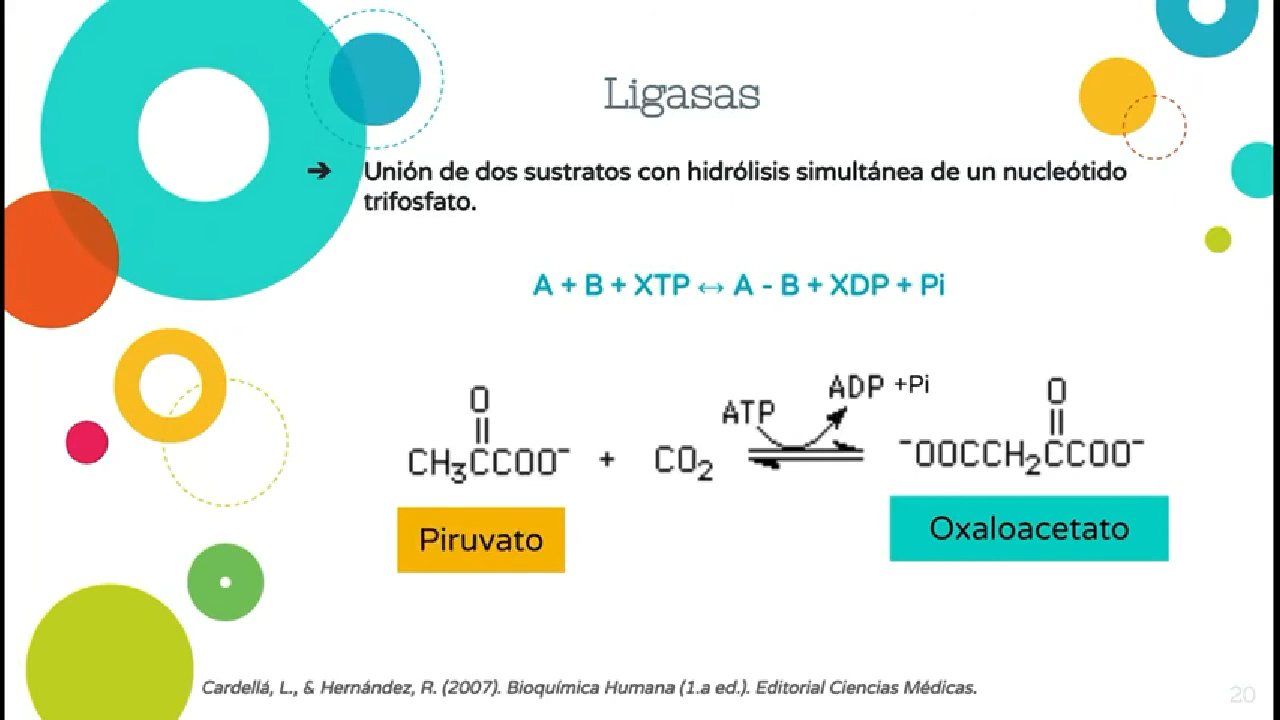 Ligasas
➔ Unión de dos sustratos con hidrólisis simultánea de un nucleótido
trifosfato.
A + B + XTP ↔ A - B + XDP + Pi
O
||
CH₃CCOO⁻ + CO₂
ATP
ADP +Pi
O
||
⁻OOCCH₂CCOO⁻
Piruvato
Oxaloacetato
Cardellá, L., & Hernández, R. (2007). Bioquímica Humana (1.a ed.). Editorial Ciencias Médicas.
20